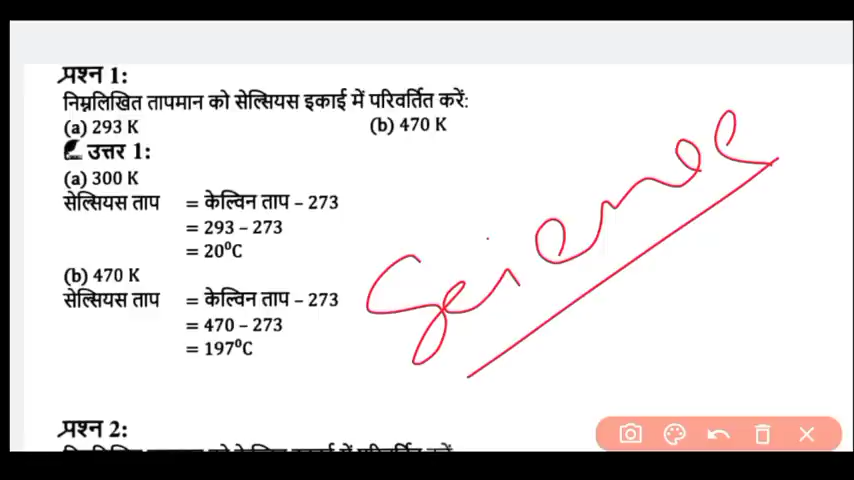 प्रश्न 1:
निम्नलिखित तापमान को सेल्सियस इकाई में परिवर्तित करें:
(a) 293 K (b) 470 K
उत्तर 1:
(a) 300 K
सेल्सियस ताप = केल्विन ताप – 273
= 293 – 273
= 20⁰C
(b) 470 K
सेल्सियस ताप = केल्विन ताप – 273
= 470 – 273
= 197⁰C
Science
प्रश्न 2: